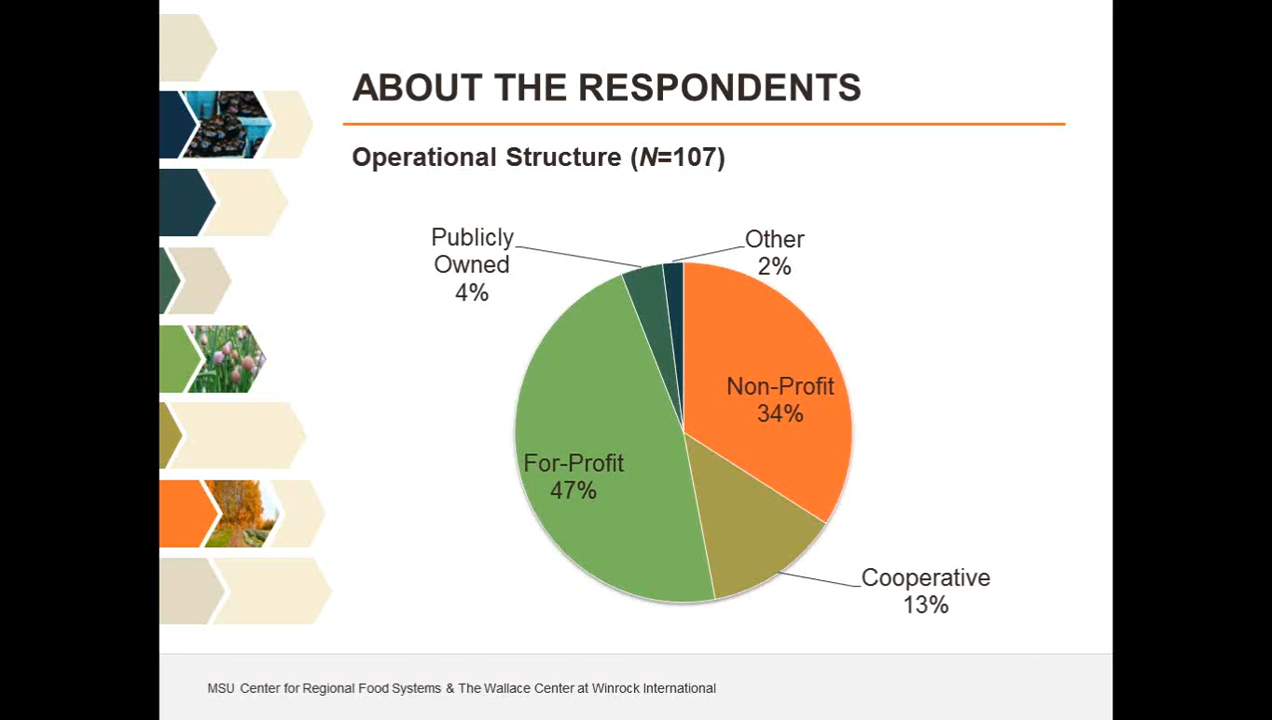 ABOUT THE RESPONDENTS
Operational Structure (N=107)
Publicly
Owned
4%
Other
2%
Non-Profit
34%
For-Profit
47%
Cooperative
13%
MSU Center for Regional Food Systems & The Wallace Center at Winrock International